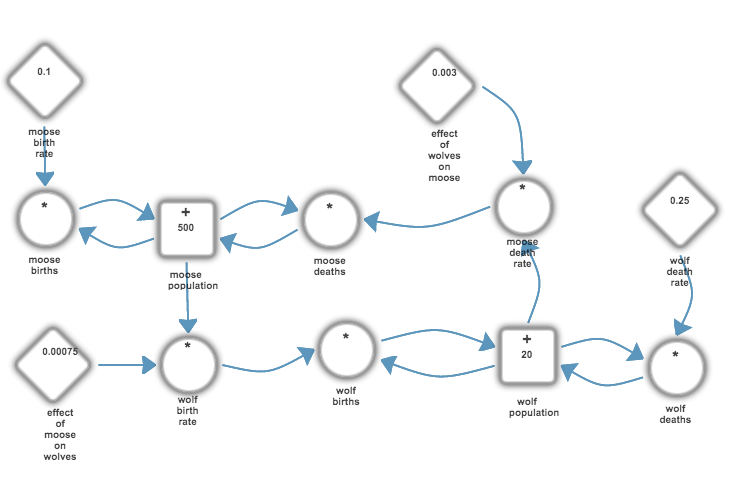 0.1
moose
birth
rate
0.003
effect
of
wolves
on
moose
*
moose
births
+
500
moose
population
*
moose
deaths
*
moose
death
rate
0.25
wolf
death
rate
0.00075
effect
of
moose
on
wolves
*
wolf
birth
rate
*
wolf
births
+
20
wolf
population
*
wolf
deaths